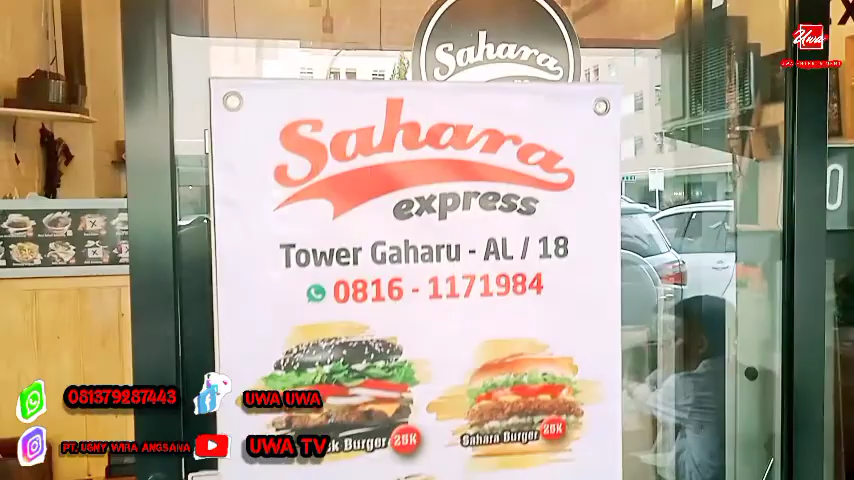 Sahara
Uwa
Sahara
express
Tower Gaharu - AL / 18
0816 - 1171984
081379287443
UWA UWA
PT. USNY WIRA ANGSANA
UWA TV
k Burger 25K
Sahara Burger 25K